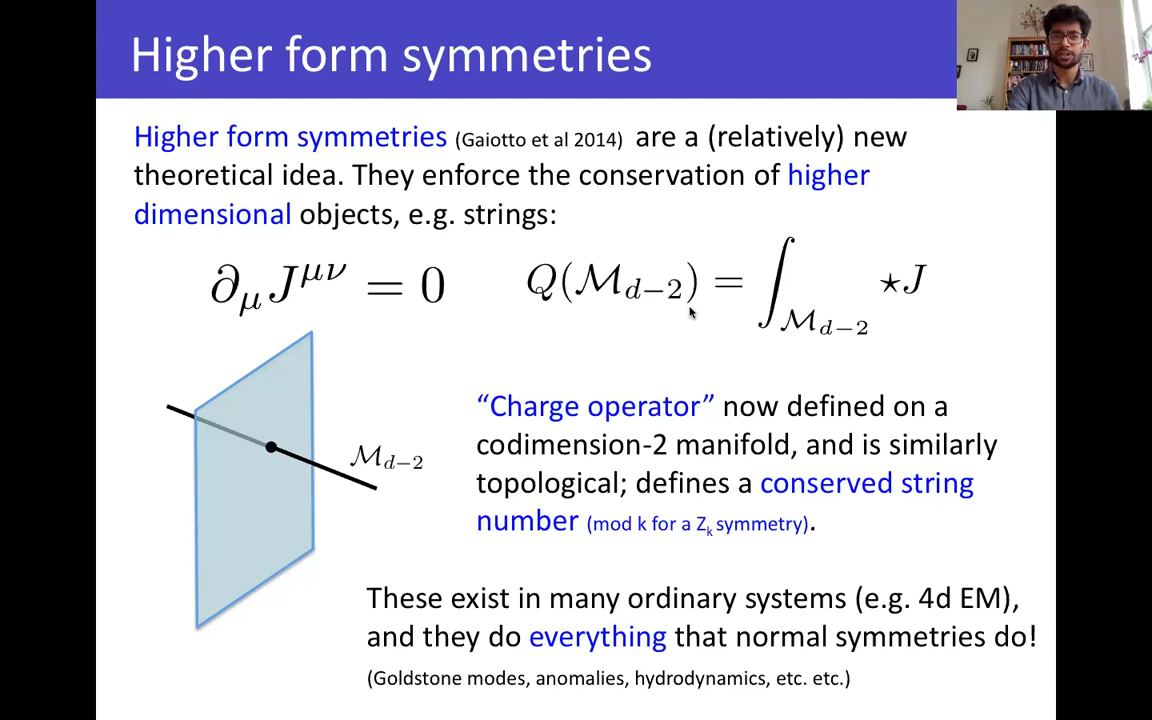 Higher form symmetries
Higher form symmetries (Gaiotto et al 2014) are a (relatively) new
theoretical idea. They enforce the conservation of higher
dimensional objects, e.g. strings:
∂_μ J^{μν} = 0
Q(ℳ_{d−2}) = ∫_{ℳ_{d−2}} ⋆J
ℳ_{d−2}
“Charge operator” now defined on a
codimension-2 manifold, and is similarly
topological; defines a conserved string
number (mod k for a Z_k symmetry).
These exist in many ordinary systems (e.g. 4d EM),
and they do everything that normal symmetries do!
(Goldstone modes, anomalies, hydrodynamics, etc. etc.)